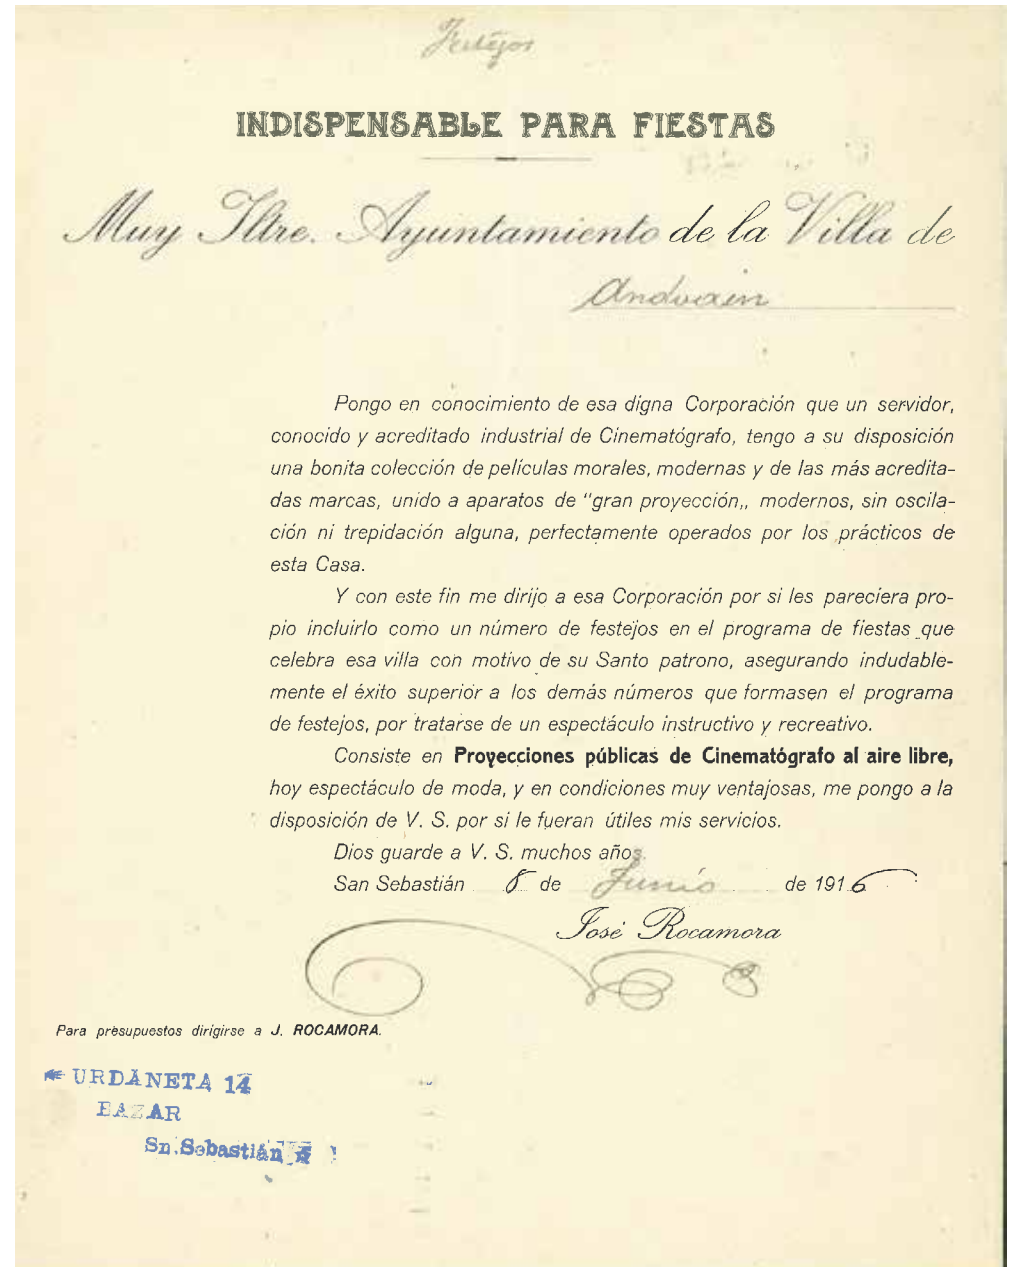 Festejos
INDISPENSABLE PARA FIESTAS
Muy Iltre. Ayuntamiento de la Villa de
Andoain
Pongo en conocimiento de esa digna Corporación que un servidor,
conocido y acreditado industrial de Cinematógrafo, tengo a su disposición
una bonita colección de películas morales, modernas y de las más acredita-
das marcas, unido a aparatos de "gran proyección,, modernos, sin oscila-
ción ni trepidación alguna, perfectamente operados por los prácticos de
esta Casa.
Y con este fin me dirijo a esa Corporación por si les pareciera pro-
pio incluirlo como un número de festejos en el programa de fiestas que
celebra esa villa con motivo de su Santo patrono, asegurando indudable-
mente el éxito superior a los demás números que formasen el programa
de festejos, por tratarse de un espectáculo instructivo y recreativo.
Consiste en Proyecciones públicas de Cinematógrafo al aire libre,
hoy espectáculo de moda, y en condiciones muy ventajosas, me pongo a la
disposición de V. S. por si le fueran útiles mis servicios.
Dios guarde a V. S. muchos años.
San Sebastián de Junio de 1916
José Rocamora
Para presupuestos dirigirse a J. ROCAMORA.
URDANETA 14
BAZAR
Sn. Sebastián